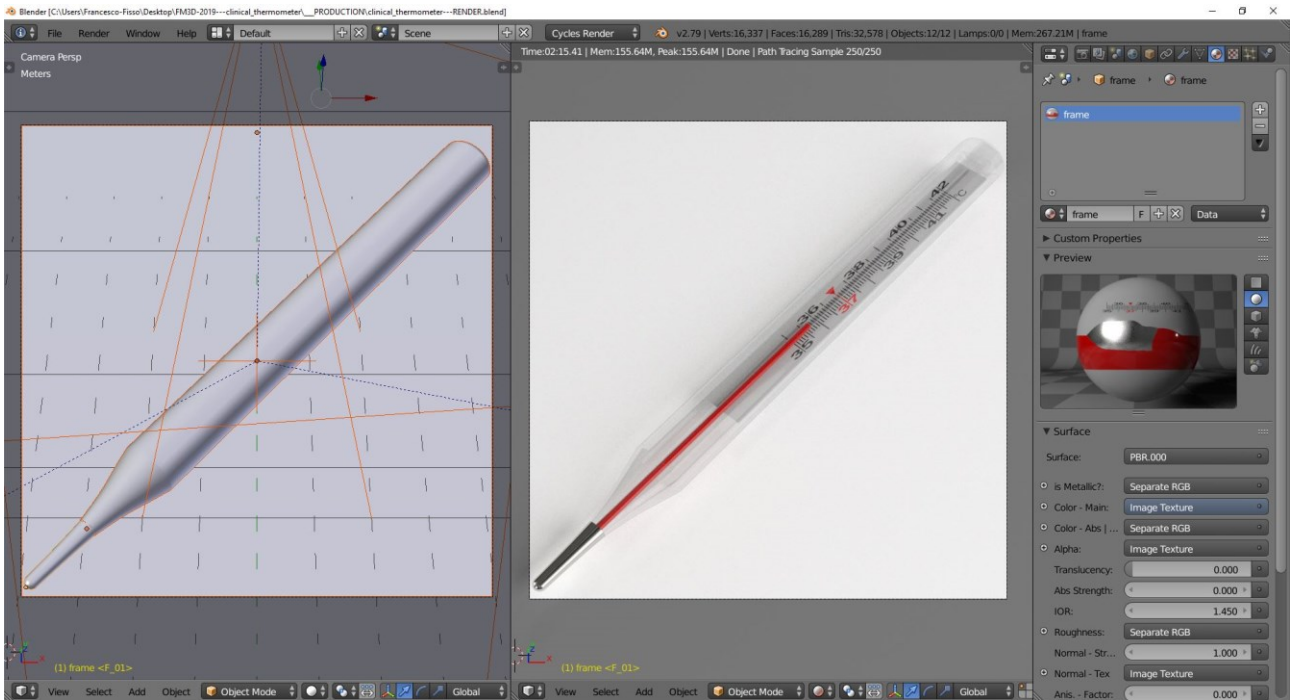 Blender [C:\Users\Francesco-Fisso\Desktop\FM3D-2019---clinical_thermometer\__PRODUCTION\clinical_thermometer---RENDER.blend]
File Render Window Help Default Scene Cycles Render v2.79 | Verts:16,337 | Faces:16,289 | Tris:32,578 | Objects:12/12 | Lamps:0/0 | Mem:267.21M | frame
Camera Persp
Meters
(1) frame <F_01>
View Select Add Object Object Mode Global
Time:02:15.41 | Mem:155.64M, Peak:155.64M | Done | Path Tracing Sample 250/250
42
°C
41
40
39
38
37
36
35
(1) frame <F_01>
View Select Add Object Object Mode Global
frame frame
frame
frame F Data
Custom Properties
Preview
Surface
Surface: PBR.000
is Metallic?: Separate RGB
Color - Main: Image Texture
Color - Abs | ... Separate RGB
Alpha: Image Texture
Translucency: 0.000
Abs Strength: 0.000
IOR: 1.450
Roughness: Separate RGB
Normal - Str... 1.000
Normal - Tex Image Texture
Anis. - Factor: 0.000